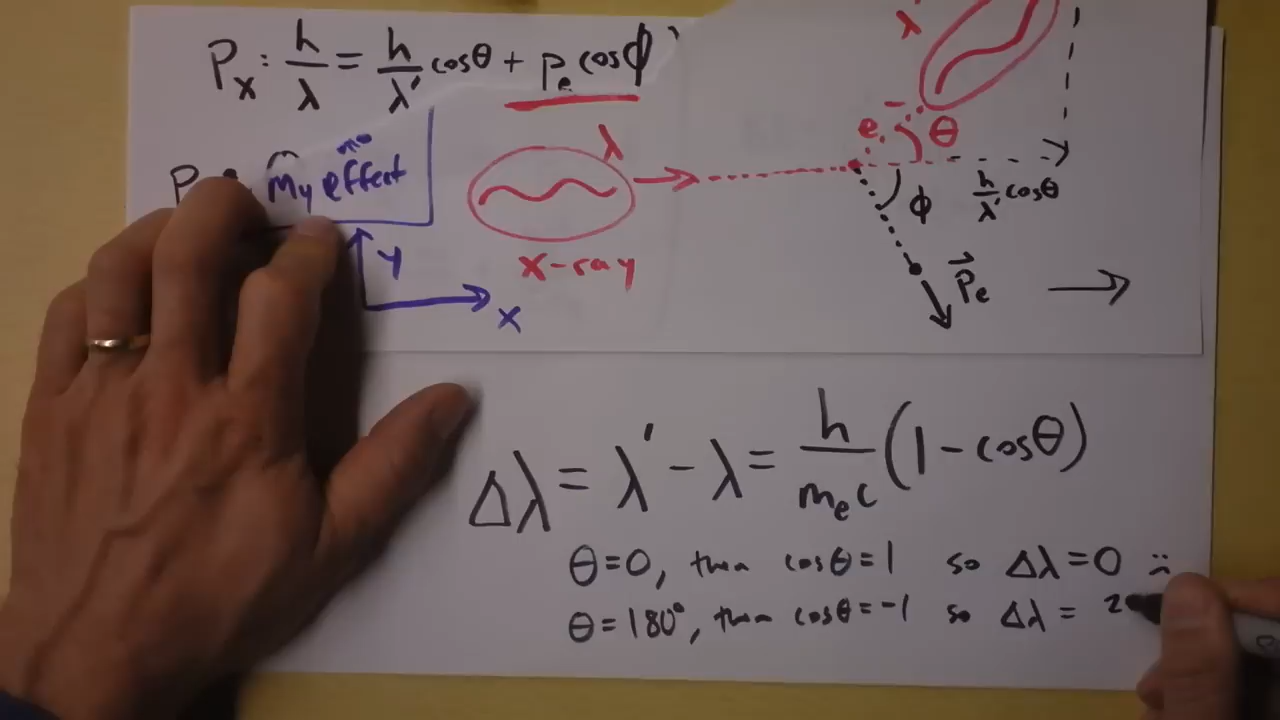 Pₓ: h/λ = h/λ' cosθ + pₑ cosϕ
P
My effect
λ
x-ray
y
x
λ
e⁻
θ
ϕ
h/λ' cosθ
P⃗ₑ
Δλ = λ' - λ = h/mₑc (1 - cosθ)
θ=0, then cosθ=1 so Δλ=0 :(
θ=180°, then cosθ=-1 so Δλ= 2